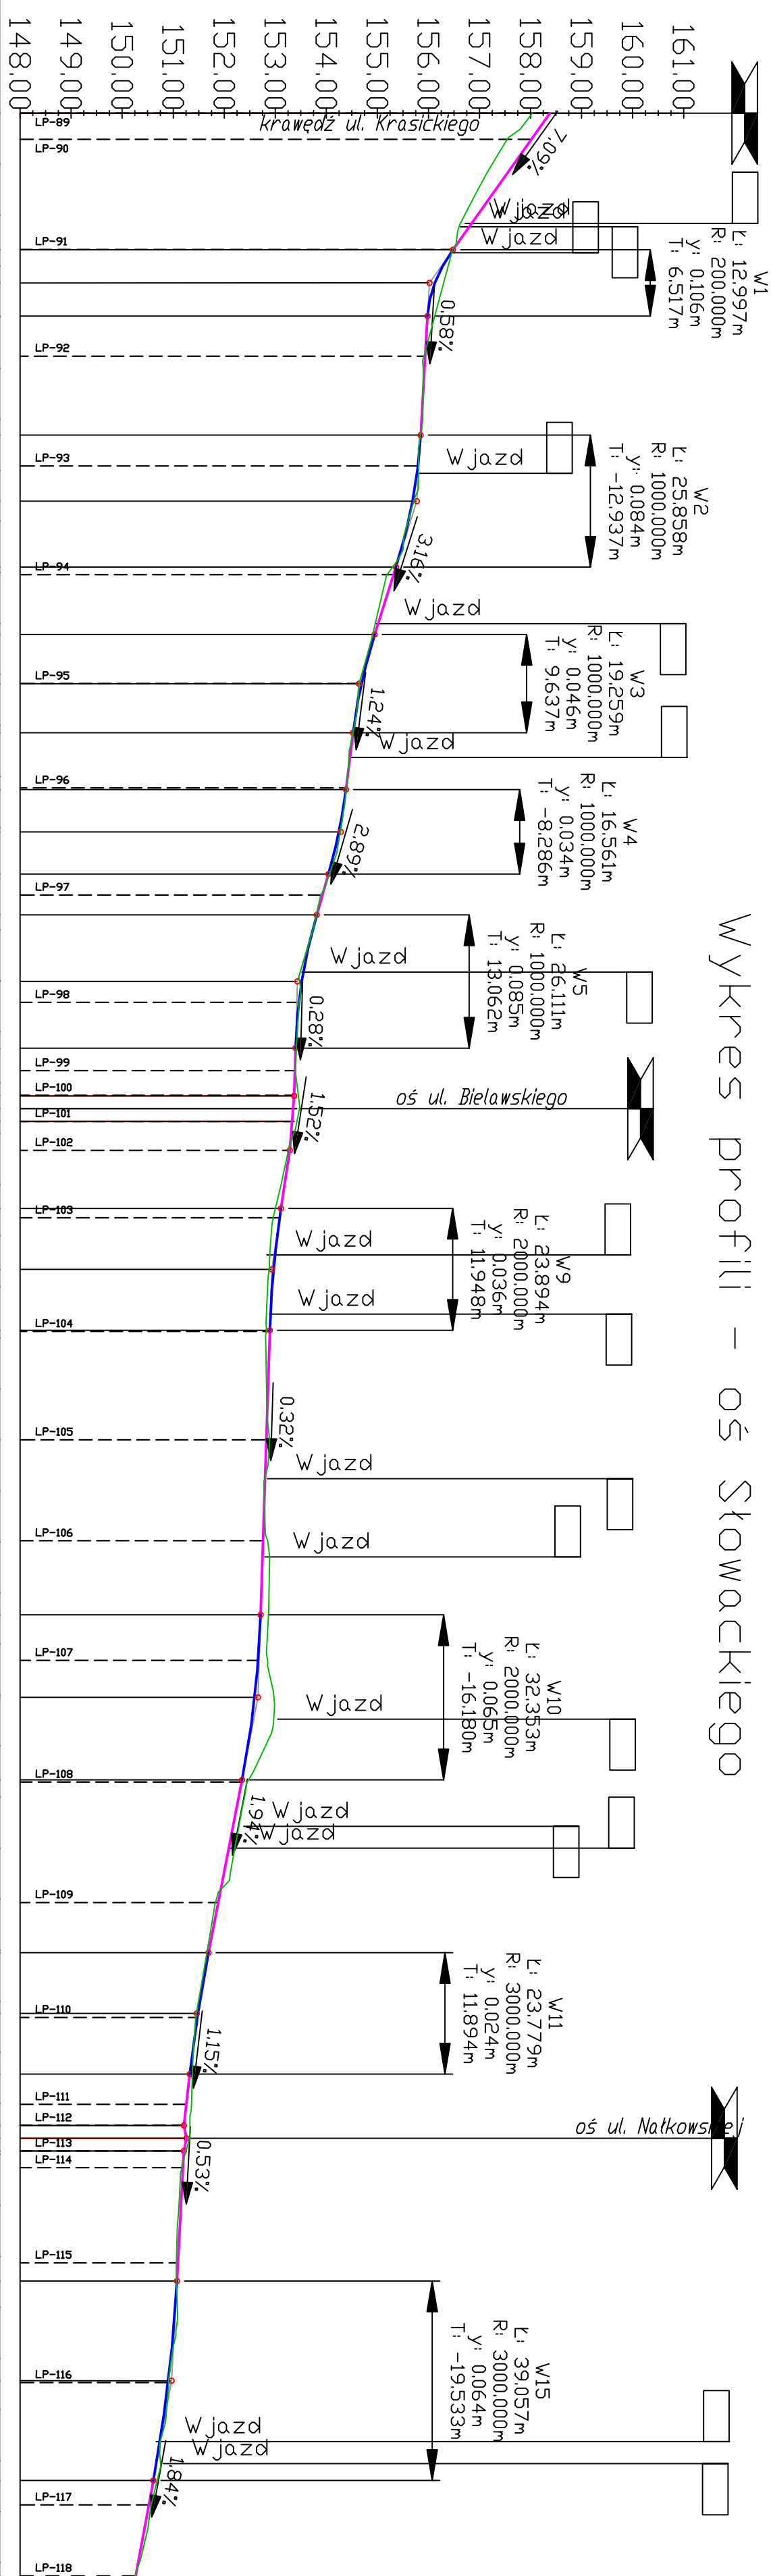 Wykres profili - oś Słowackiego
161.00
160.00
159.00
158.00
157.00
156.00
155.00
154.00
153.00
152.00
151.00
150.00
149.00
148.00
krawędź ul. Krasickiego
7.09%
Wjazd
Wjazd
Wjazd
W1
Ł: 12.997m
R: 200.000m
y: 0.106m
T: 6.517m
0.58%
Wjazd
W2
Ł: 25.858m
R: 1000.000m
y: 0.084m
T: -12.937m
3.16%
Wjazd
W3
Ł: 19.259m
R: 1000.000m
y: 0.046m
T: 9.637m
1.24%
Wjazd
W4
Ł: 16.561m
R: 1000.000m
y: 0.034m
T: -8.286m
2.89%
Wjazd
W5
Ł: 26.111m
R: 1000.000m
y: 0.085m
T: 13.062m
0.28%
oś ul. Bielawskiego
1.52%
Wjazd
W9
Ł: 23.894m
R: 2000.000m
y: 0.036m
T: 11.948m
Wjazd
0.32%
Wjazd
Wjazd
W10
Ł: 32.353m
R: 2000.000m
y: 0.065m
T: -16.180m
Wjazd
Wjazd
Wjazd
1.94%
W11
Ł: 23.779m
R: 3000.000m
y: 0.024m
T: 11.894m
1.15%
oś ul. Nałkowskiej
0.53%
W15
Ł: 39.057m
R: 3000.000m
y: 0.064m
T: -19.533m
Wjazd
Wjazd
1.84%
LP-89
LP-90
LP-91
LP-92
LP-93
LP-94
LP-95
LP-96
LP-97
LP-98
LP-99
LP-100
LP-101
LP-102
LP-103
LP-104
LP-105
LP-106
LP-107
LP-108
LP-109
LP-110
LP-111
LP-112
LP-113
LP-114
LP-115
LP-116
LP-117
LP-118